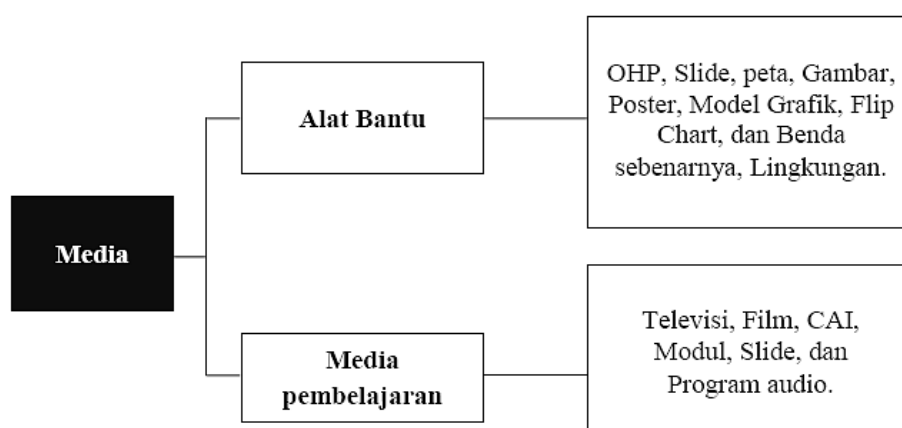 Media
Alat Bantu
OHP, Slide, peta, Gambar,
Poster, Model Grafik, Flip
Chart, dan Benda
sebenarnya, Lingkungan.
Media
pembelajaran
Televisi, Film, CAI,
Modul, Slide, dan
Program audio.